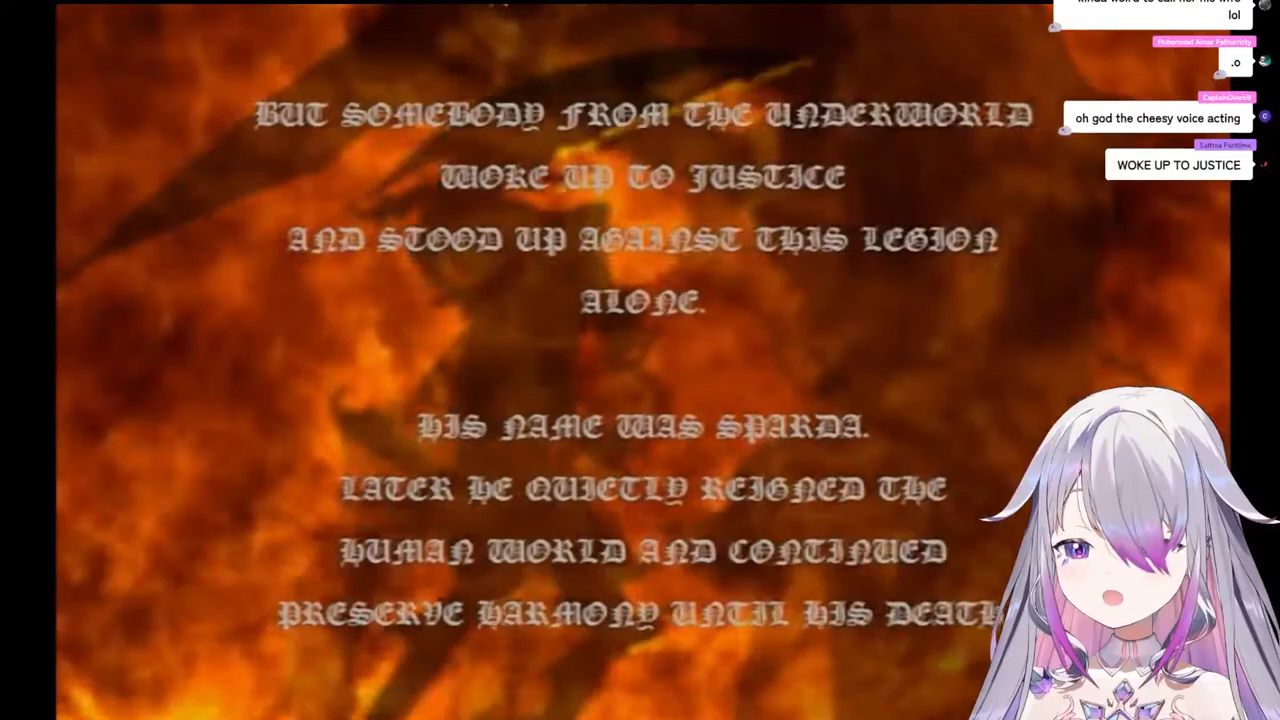 BUT SOMEBODY FROM THE UNDERWORLD
WOKE UP TO JUSTICE
AND STOOD UP AGAINST THIS LEGION
ALONE.
HIS NAME WAS SPARDA.
LATER HE QUIETLY REIGNED THE
HUMAN WORLD AND CONTINUED
PRESERVE HARMONY UNTIL HIS DEATH
lol
.o
oh god the cheesy voice acting
WOKE UP TO JUSTICE